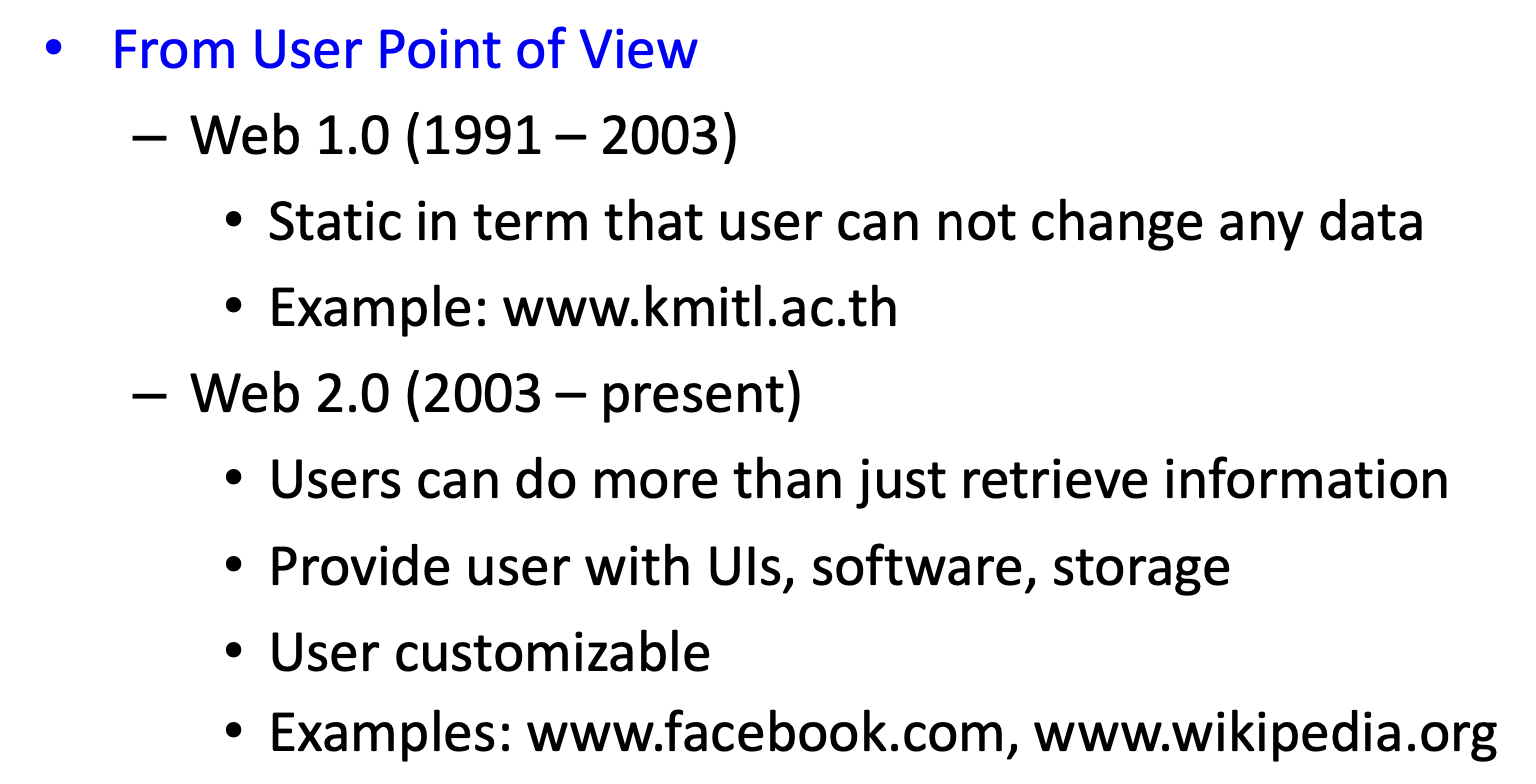 • From User Point of View
– Web 1.0 (1991 – 2003)
• Static in term that user can not change any data
• Example: www.kmitl.ac.th
– Web 2.0 (2003 – present)
• Users can do more than just retrieve information
• Provide user with UIs, software, storage
• User customizable
• Examples: www.facebook.com, www.wikipedia.org